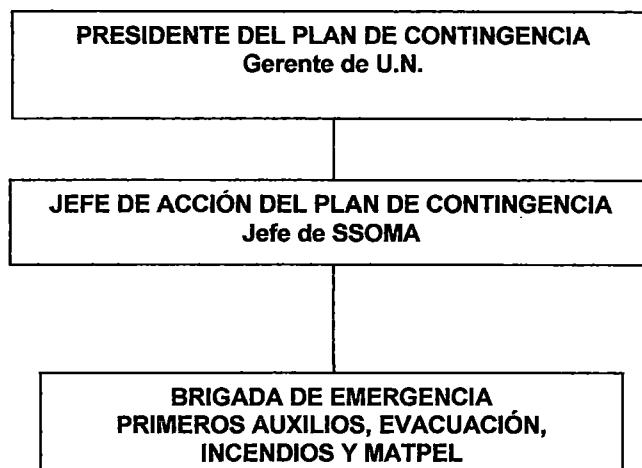 PRESIDENTE DEL PLAN DE CONTINGENCIA
Gerente de U.N.
JEFE DE ACCIÓN DEL PLAN DE CONTINGENCIA
Jefe de SSOMA
BRIGADA DE EMERGENCIA
PRIMEROS AUXILIOS, EVACUACIÓN,
INCENDIOS Y MATPEL